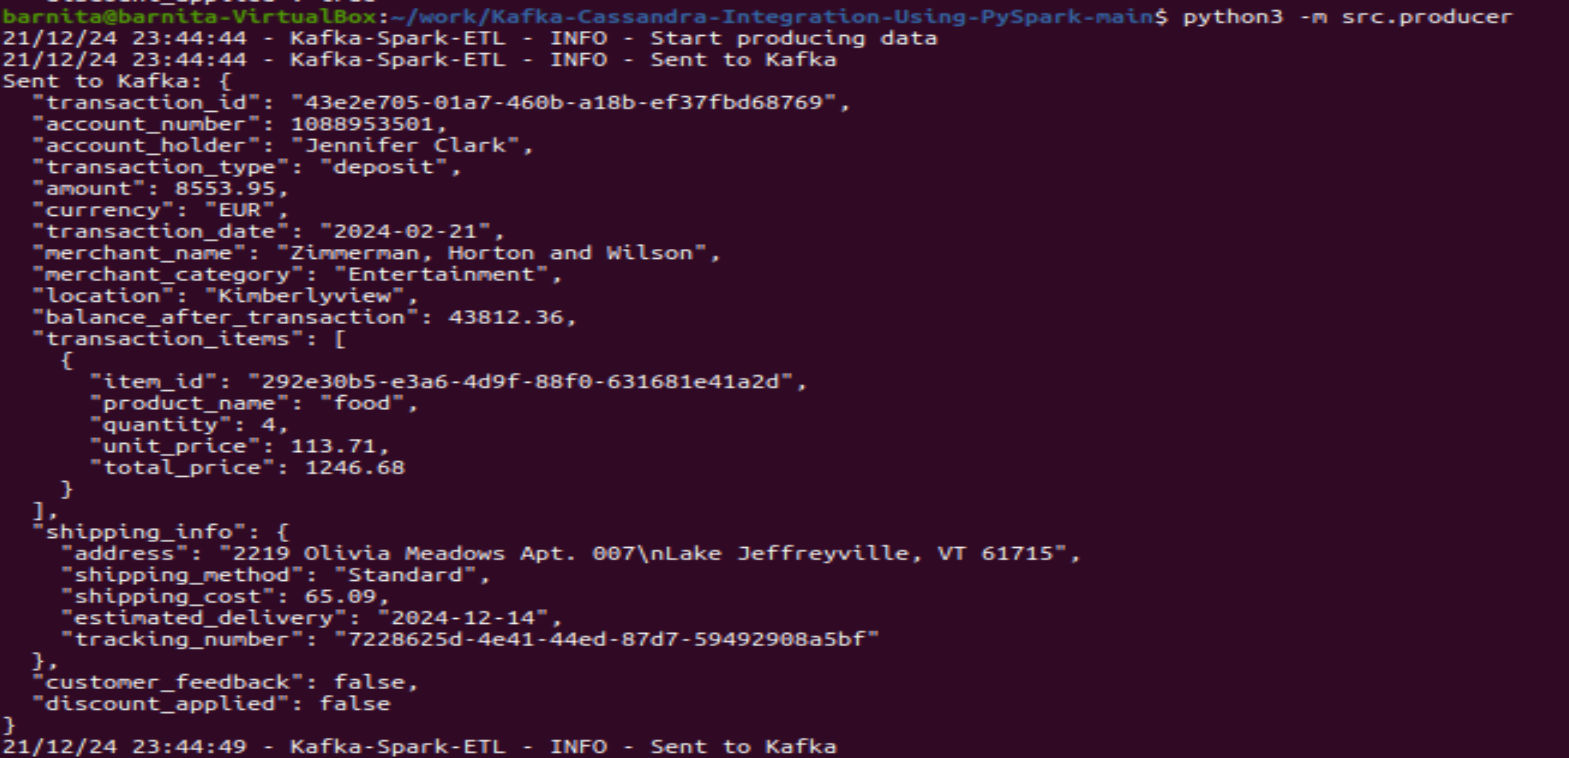 barnita@barnita-VirtualBox:~/work/Kafka-Cassandra-Integration-Using-PySpark-main$ python3 -m src.producer
21/12/24 23:44:44 - Kafka-Spark-ETL - INFO - Start producing data
21/12/24 23:44:44 - Kafka-Spark-ETL - INFO - Sent to Kafka
Sent to Kafka: {
  "transaction_id": "43e2e705-01a7-460b-a18b-ef37fbd68769",
  "account_number": 1088953501,
  "account_holder": "Jennifer Clark",
  "transaction_type": "deposit",
  "amount": 8553.95,
  "currency": "EUR",
  "transaction_date": "2024-02-21",
  "merchant_name": "Zimmerman, Horton and Wilson",
  "merchant_category": "Entertainment",
  "location": "Kimberlyview",
  "balance_after_transaction": 43812.36,
  "transaction_items": [
    {
      "item_id": "292e30b5-e3a6-4d9f-88f0-631681e41a2d",
      "product_name": "food",
      "quantity": 4,
      "unit_price": 113.71,
      "total_price": 1246.68
    }
  ],
  "shipping_info": {
    "address": "2219 Olivia Meadows Apt. 007\nLake Jeffreyville, VT 61715",
    "shipping_method": "Standard",
    "shipping_cost": 65.09,
    "estimated_delivery": "2024-12-14",
    "tracking_number": "7228625d-4e41-44ed-87d7-59492908a5bf"
  },
  "customer_feedback": false,
  "discount_applied": false
}
21/12/24 23:44:49 - Kafka-Spark-ETL - INFO - Sent to Kafka